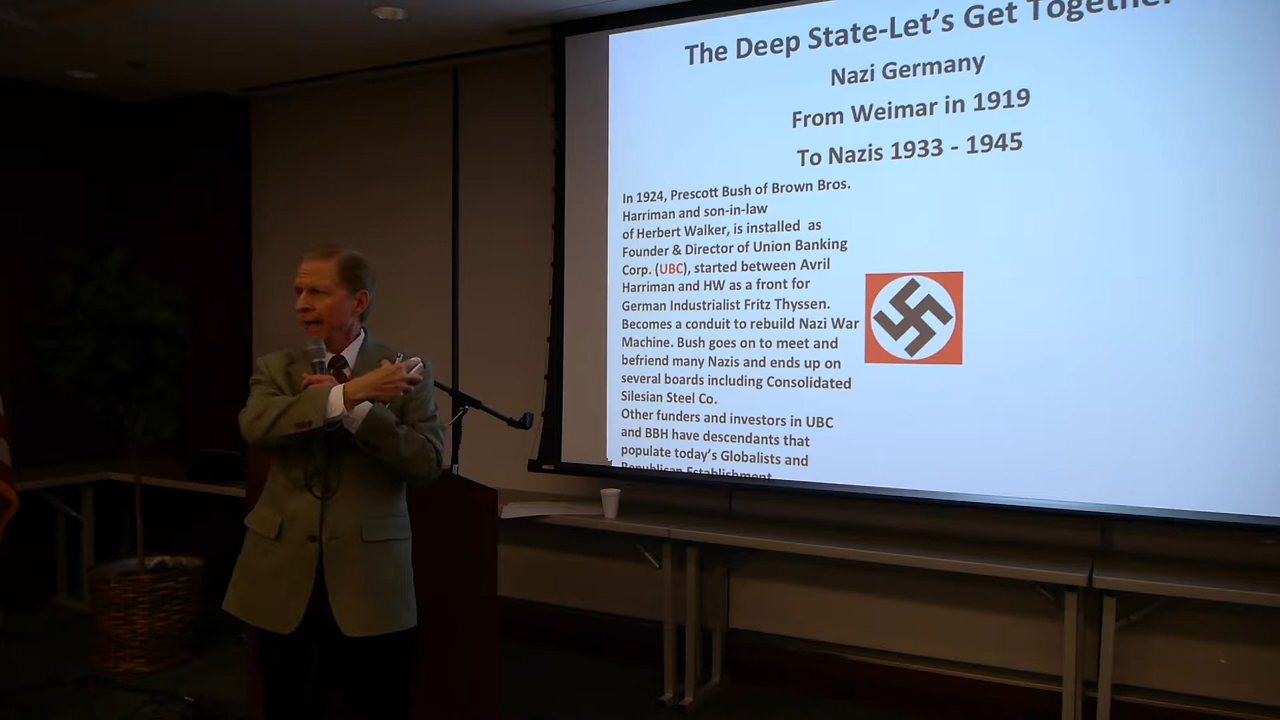 The Deep State-Let's Get Together
Nazi Germany
From Weimar in 1919
To Nazis 1933 - 1945
In 1924, Prescott Bush of Brown Bros.
Harriman and son-in-law
of Herbert Walker, is installed as
Founder & Director of Union Banking
Corp. (UBC), started between Avril
Harriman and HW as a front for
German Industrialist Fritz Thyssen.
Becomes a conduit to rebuild Nazi War
Machine. Bush goes on to meet and
befriend many Nazis and ends up on
several boards including Consolidated
Silesian Steel Co.
Other funders and investors in UBC
and BBH have descendants that
populate today's Globalists and
Republican Establishment